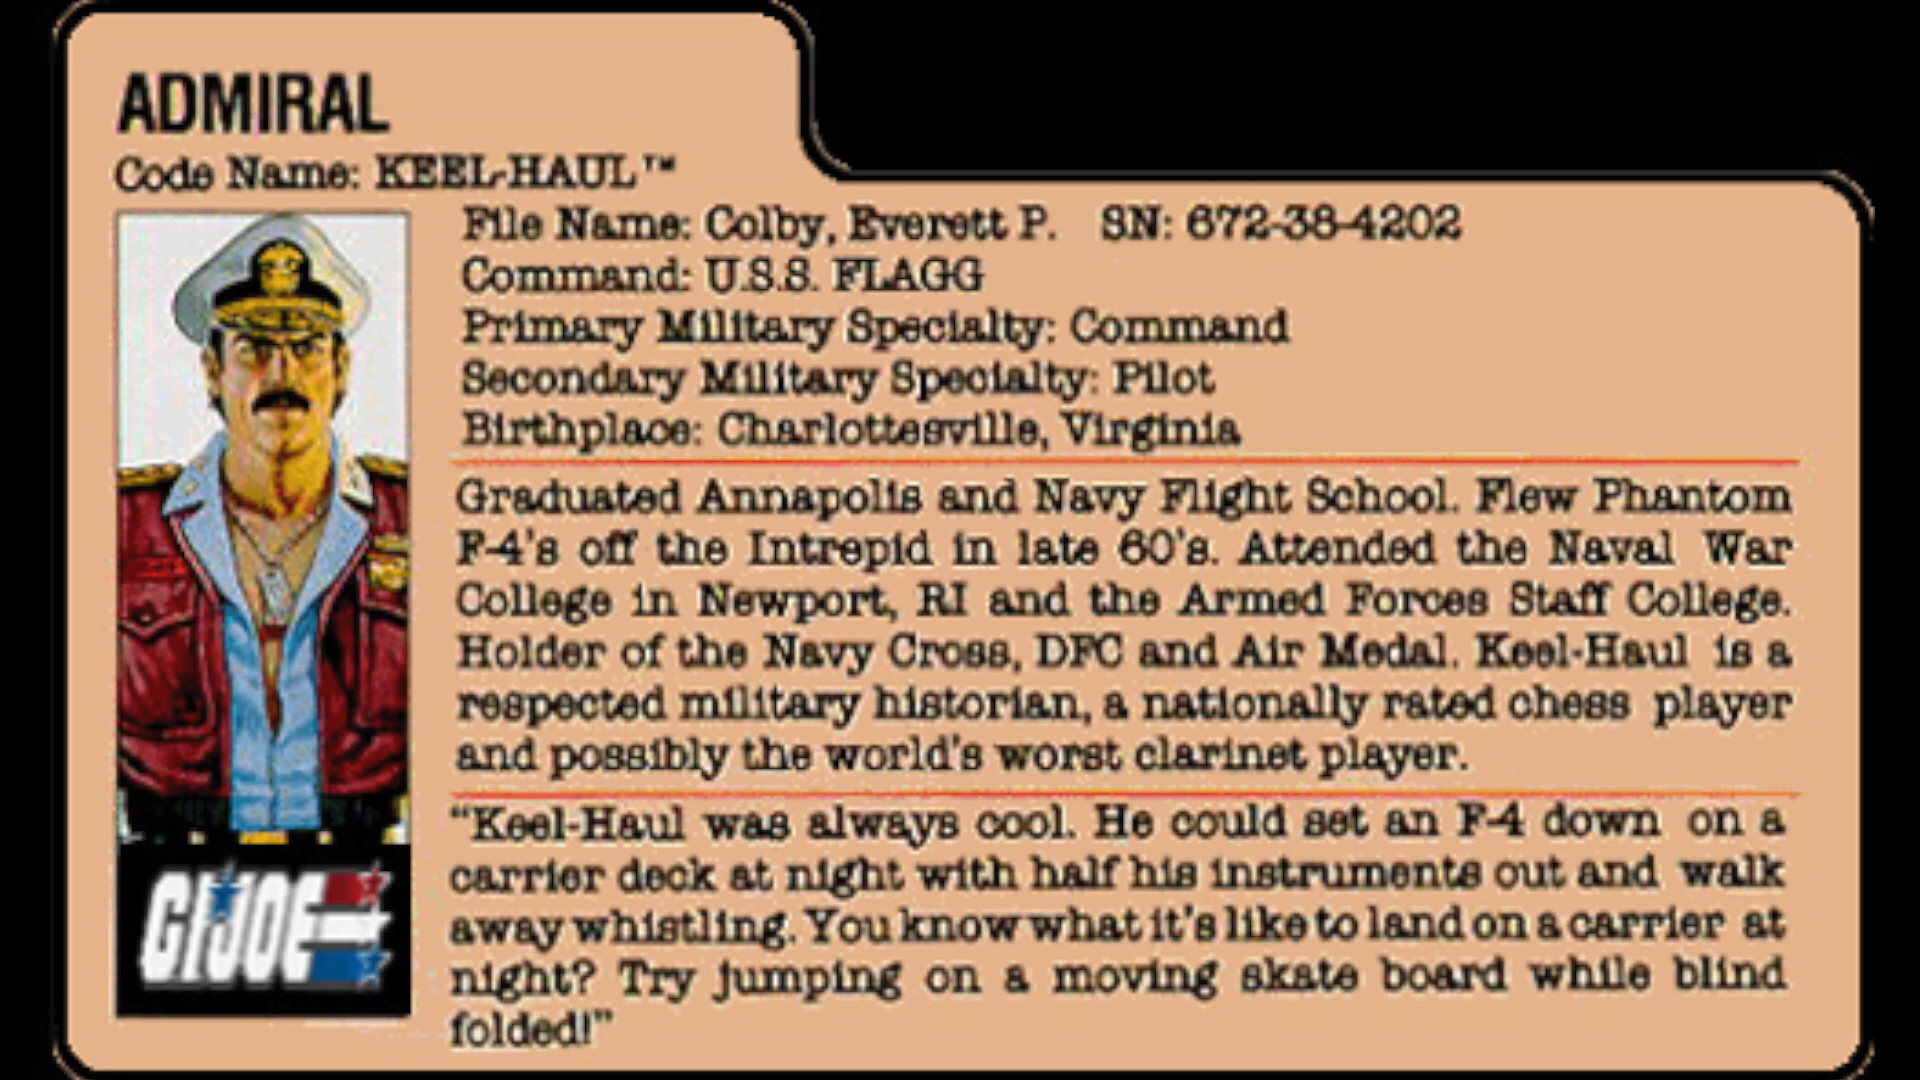 ADMIRAL
Code Name: KEEL-HAUL™
File Name: Colby, Everett P. SN: 672-38-4202
Command: U.S.S. FLAGG
Primary Military Specialty: Command
Secondary Military Specialty: Pilot
Birthplace: Charlottesville, Virginia
Graduated Annapolis and Navy Flight School. Flew Phantom
F-4's off the Intrepid in late 60's. Attended the Naval War
College in Newport, RI and the Armed Forces Staff College.
Holder of the Navy Cross, DFC and Air Medal. Keel-Haul is a
respected military historian, a nationally rated chess player
and possibly the world's worst clarinet player.
"Keel-Haul was always cool. He could set an F-4 down on a
carrier deck at night with half his instruments out and walk
away whistling. You know what it's like to land on a carrier at
night? Try jumping on a moving skate board while blind
folded!"
GI JOE